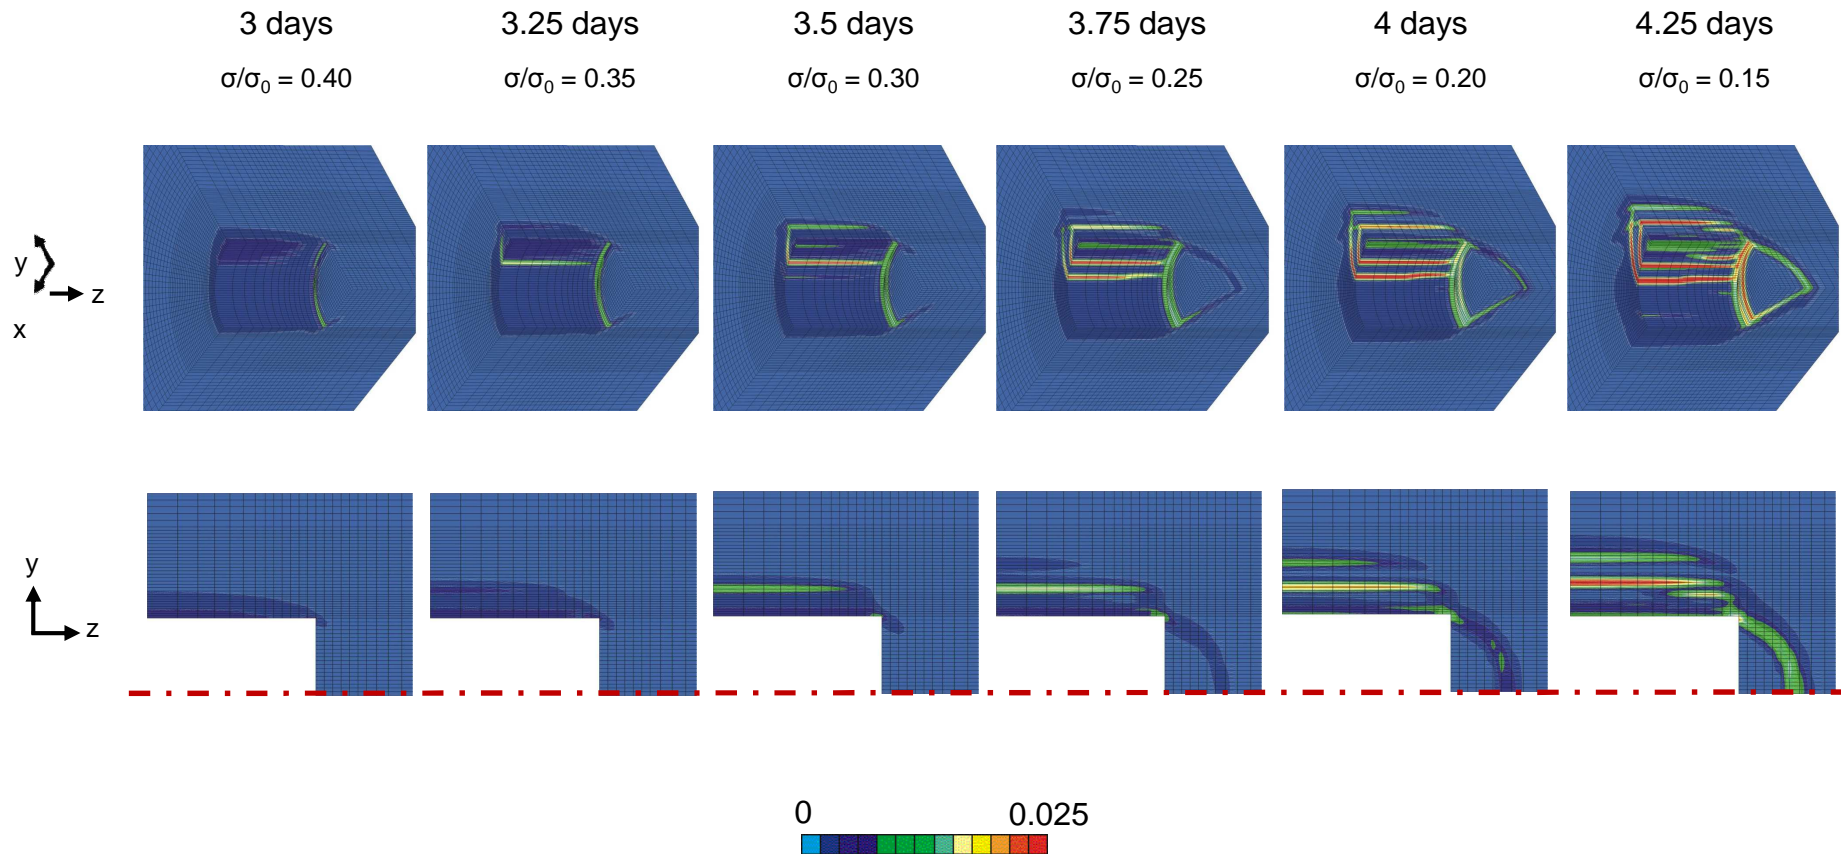 3 days 3.25 days 3.5 days 3.75 days 4 days 4.25 days
σ/σ₀ = 0.40 σ/σ₀ = 0.35 σ/σ₀ = 0.30 σ/σ₀ = 0.25 σ/σ₀ = 0.20 σ/σ₀ = 0.15
y
z
x
y
z
0 0.025